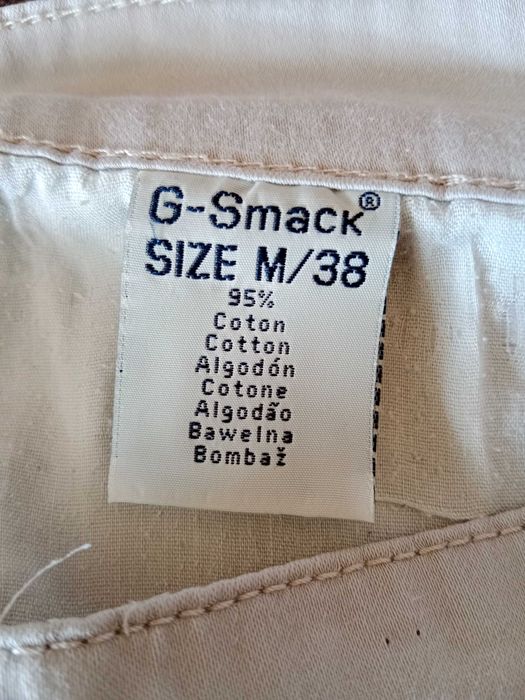 G-Smack®
SIZE M/38
95%
Coton
Cotton
Algodón
Cotone
Algodão
Bawelna
Bombaž